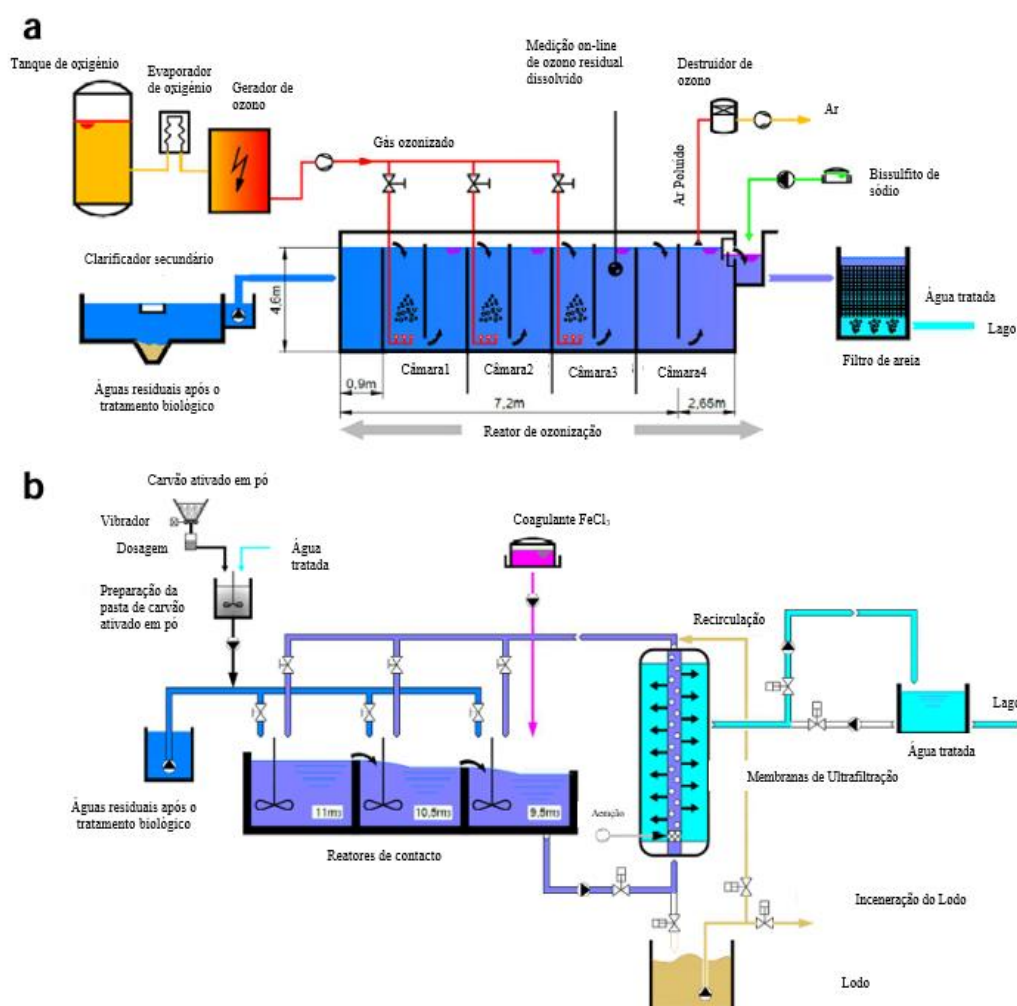 a
Tanque de oxigénio
Evaporador
de oxigénio
Gerador de
ozono
Gás ozonizado
Medição on-line
de ozono residual
dissolvido
Destruidor de
ozono
Ar
Ar Poluído
Bissulfito de
sódio
Clarificador secundário
4,6m
Águas residuais após o
tratamento biológico
0,9m
Câmara1
Câmara2
Câmara3
Câmara4
7,2m
2,65m
Reator de ozonização
Água tratada
Lago
Filtro de areia
b
Carvão ativado em pó
Vibrador
Dosagem
Água
tratada
Preparação da
pasta de carvão
ativado em pó
Coagulante FeCl₃
Recirculação
Lago
Água tratada
Membranas de Ultrafiltração
Águas residuais após o
tratamento biológico
11m3
10,5m3
9,5m3
Aeração
Reatores de contacto
Inceneração do Lodo
Lodo